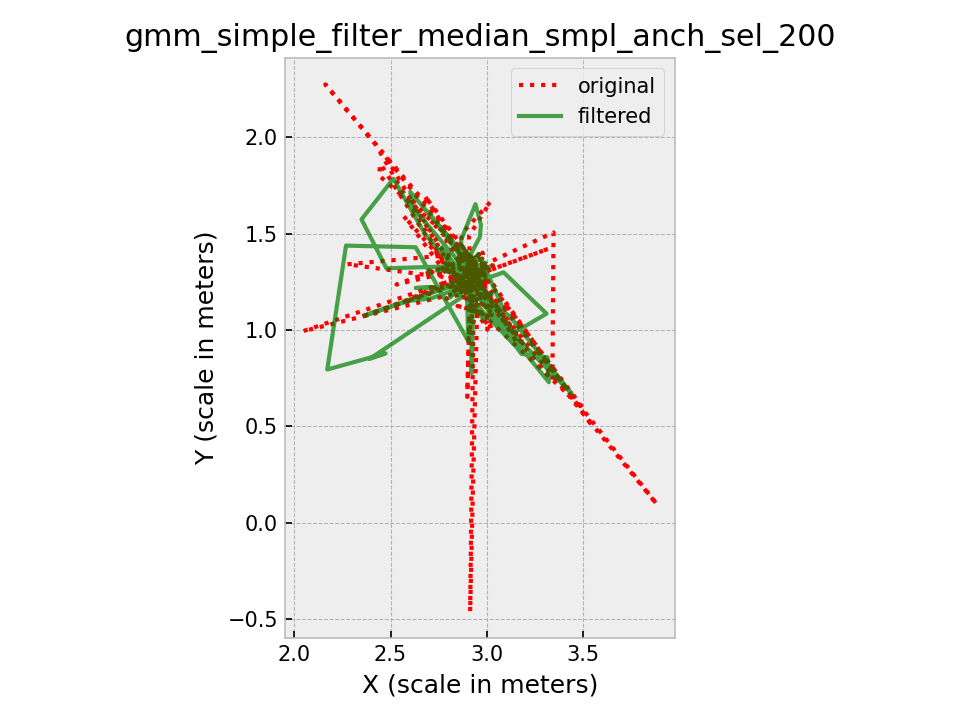 gmm_simple_filter_median_smpl_anch_sel_200
original
filtered
2.0
1.5
1.0
0.5
0.0
−0.5
Y (scale in meters)
2.0 2.5 3.0 3.5
X (scale in meters)